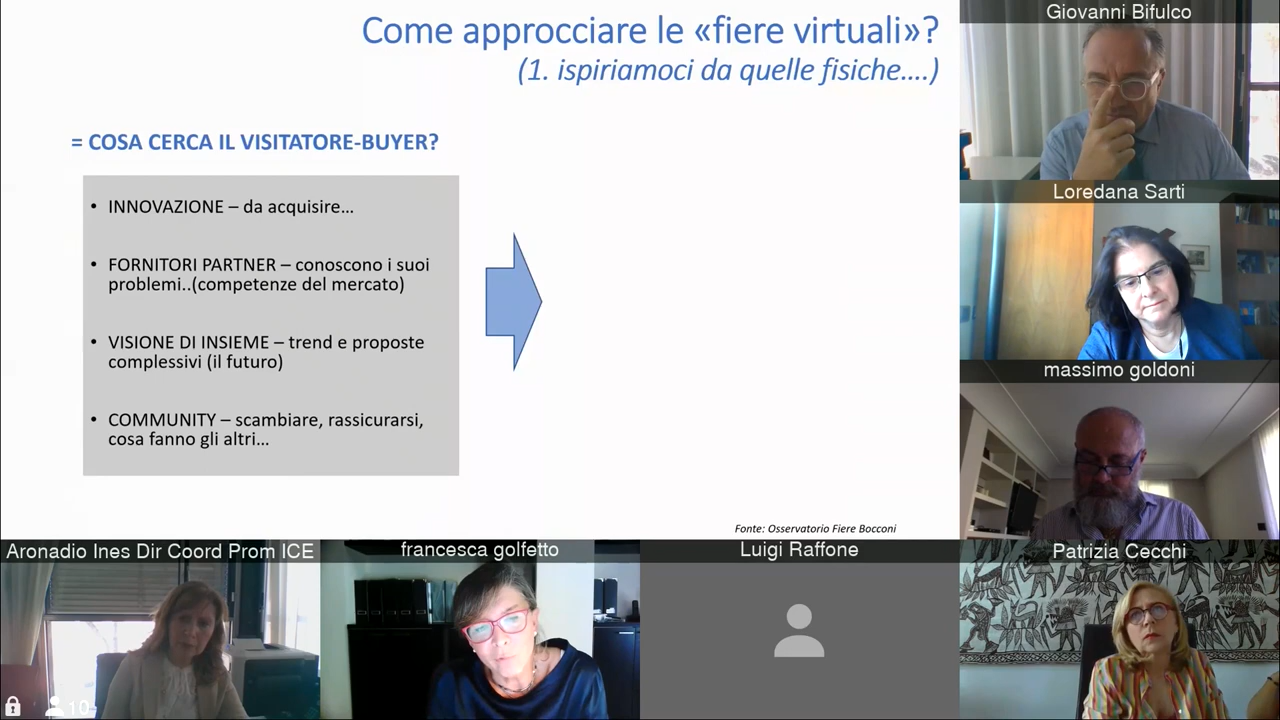 Come approcciare le «fiere virtuali»?
(1. ispiriamoci da quelle fisiche....)
= COSA CERCA IL VISITATORE-BUYER?
• INNOVAZIONE – da acquisire...
• FORNITORI PARTNER – conoscono i suoi
problemi..(competenze del mercato)
• VISIONE DI INSIEME – trend e proposte
complessivi (il futuro)
• COMMUNITY – scambiare, rassicurarsi,
cosa fanno gli altri...
Fonte: Osservatorio Fiere Bocconi
Giovanni Bifulco
Loredana Sarti
massimo goldoni
Aronadio Ines Dir Coord Prom ICE
francesca golfetto
Luigi Raffone
Patrizia Cecchi
10